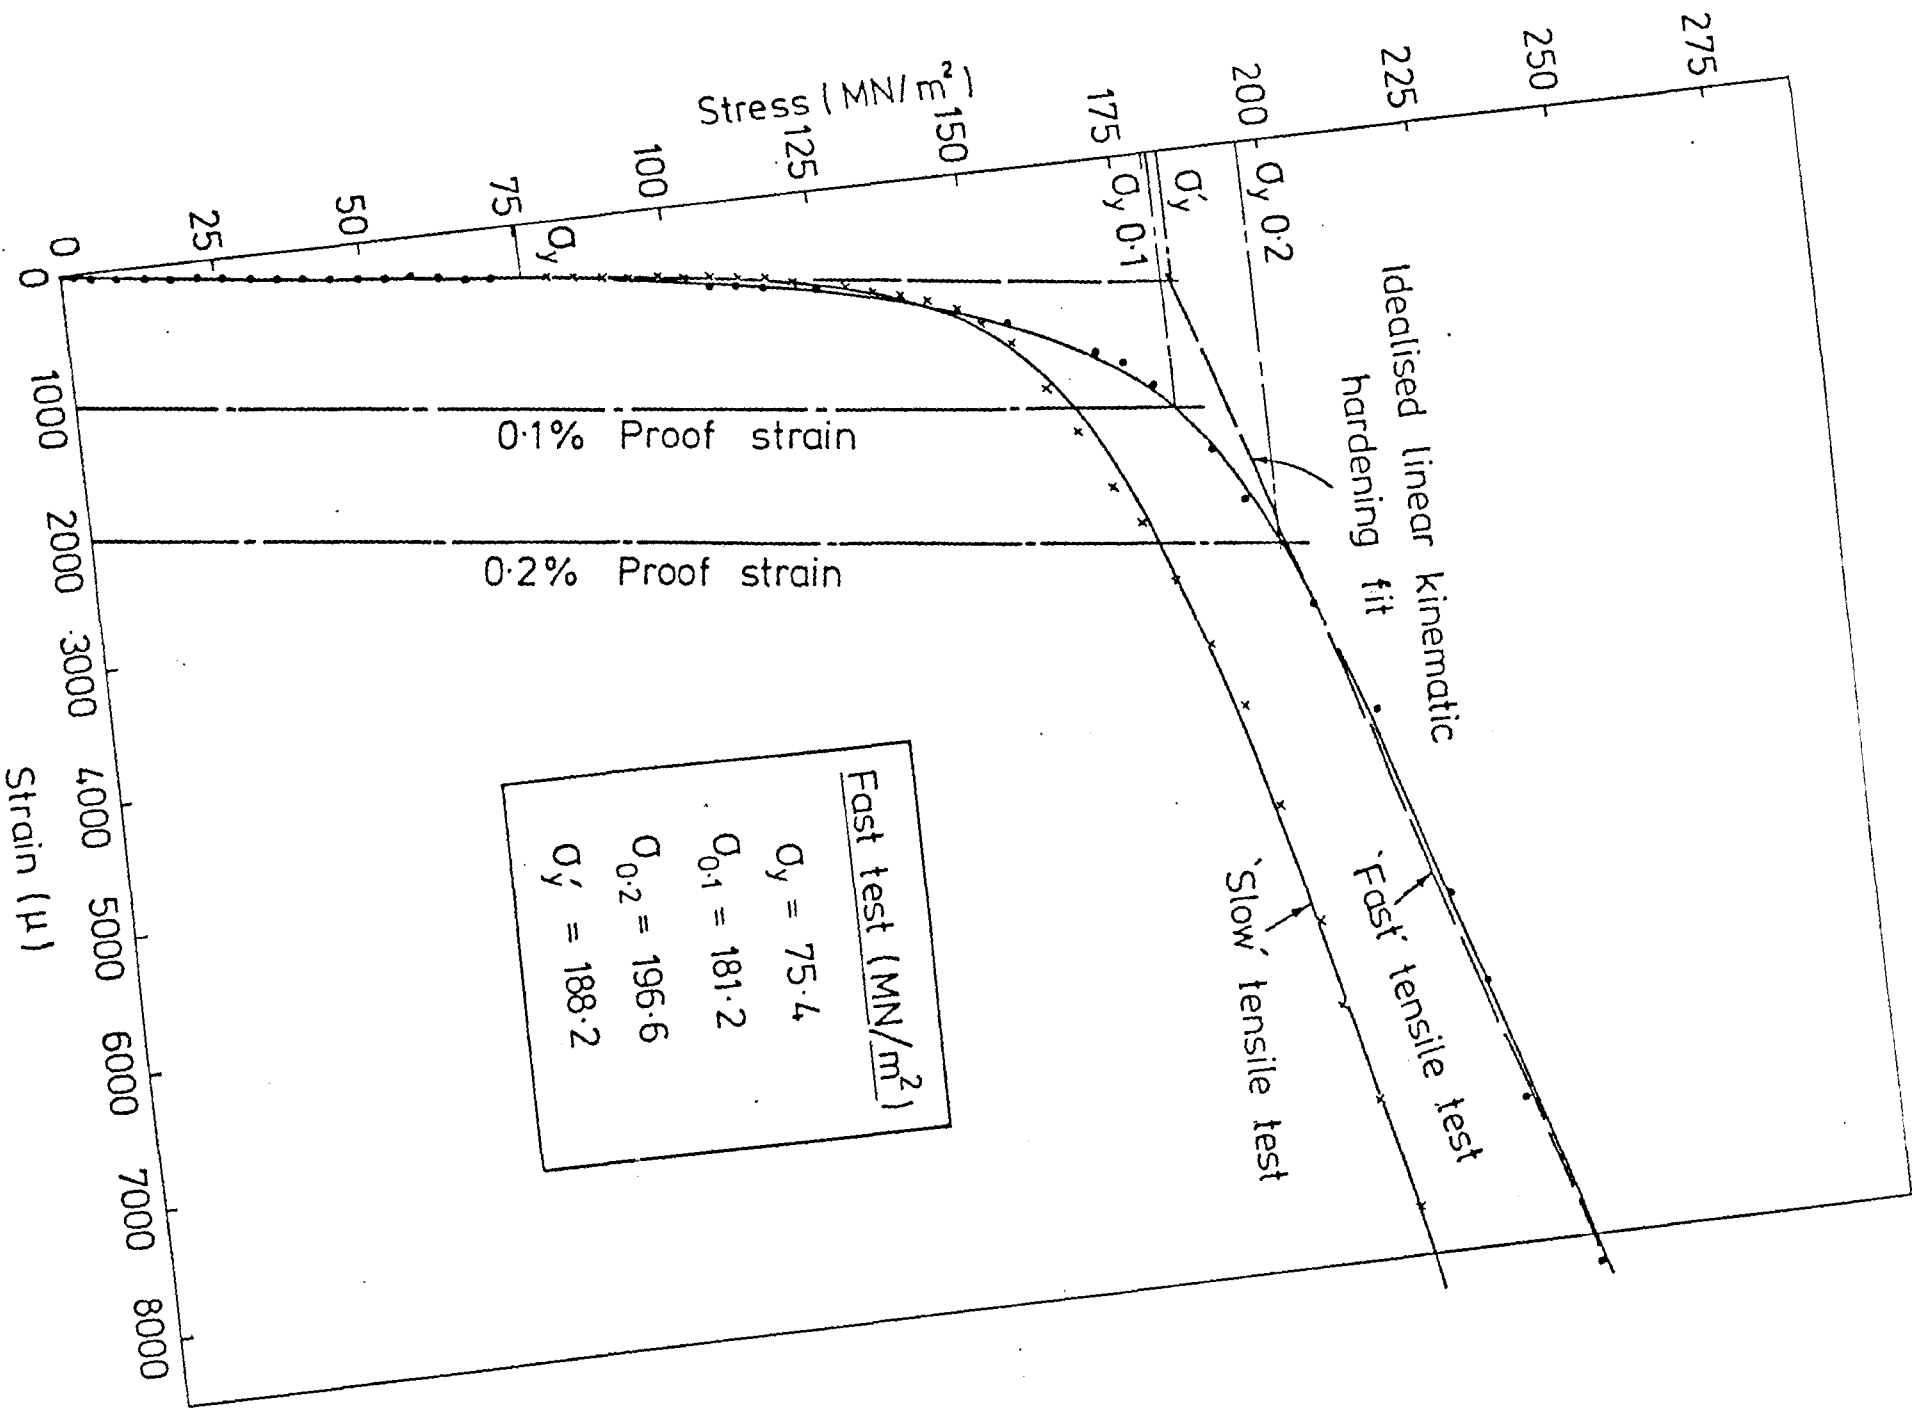 Stress (MN/m²)
275
250
225
200
175
150
125
100
75
50
25
0
0
1000
2000
3000
4000
5000
6000
7000
8000
Strain (μ)
σy 0·2
σ′y
σy 0·1
σy
Idealised linear kinematic
hardening fit
0·1% Proof strain
0·2% Proof strain
'Fast' tensile test
'Slow' tensile test
Fast test (MN/m²)
σy = 75·4
σ0·1 = 181·2
σ0·2 = 196·6
σy′ = 188·2